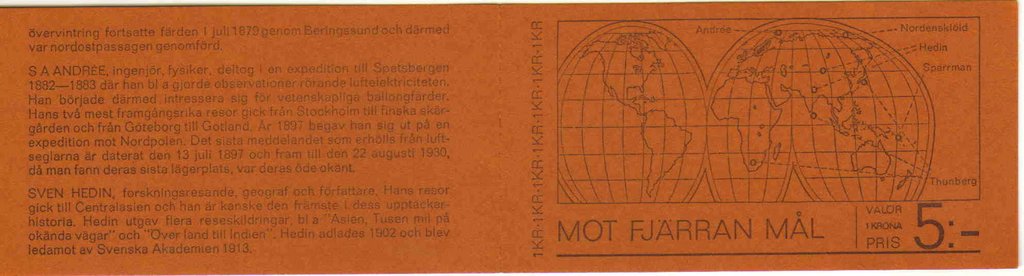 övervintring fortsatte färden i juli 1879 genom Beringssund och därmed
var nordostpassagen genomförd.
S A ANDRÉE, ingenjör, fysiker, deltog i en expedition till Spetsbergen
1882—1883 där han bl a gjorde observationer rörande luftelektriciteten.
Han började därmed intressera sig för vetenskapliga ballongfärder.
Hans två mest framgångsrika resor gick från Stockholm till finska skär-
gården och från Göteborg till Gotland. År 1897 begav han sig ut på en
expedition mot Nordpolen. Det sista meddelandet som erhölls från luft-
seglarna är daterat den 13 juli 1897 och fram till den 22 augusti 1930,
då man fann deras sista lägerplats, var deras öde okänt.
SVEN HEDIN, forskningsresande, geograf och författare. Hans resor
gick till Centralasien och han är kanske den främste i dess upptäckar-
historia. Hedin utgav flera reseskildringar, bl a "Asien, Tusen mil på
okända vägar" och "Över land till Indien". Hedin adlades 1902 och blev
ledamot av Svenska Akademien 1913.
1KR·1KR·1KR·1KR·1KR·1KR·1KR
Andrée
Nordenskiöld
Hedin
Sparrman
Thunberg
MOT FJÄRRAN MÅL
VALÖR
1 KRONA
PRIS
5:-